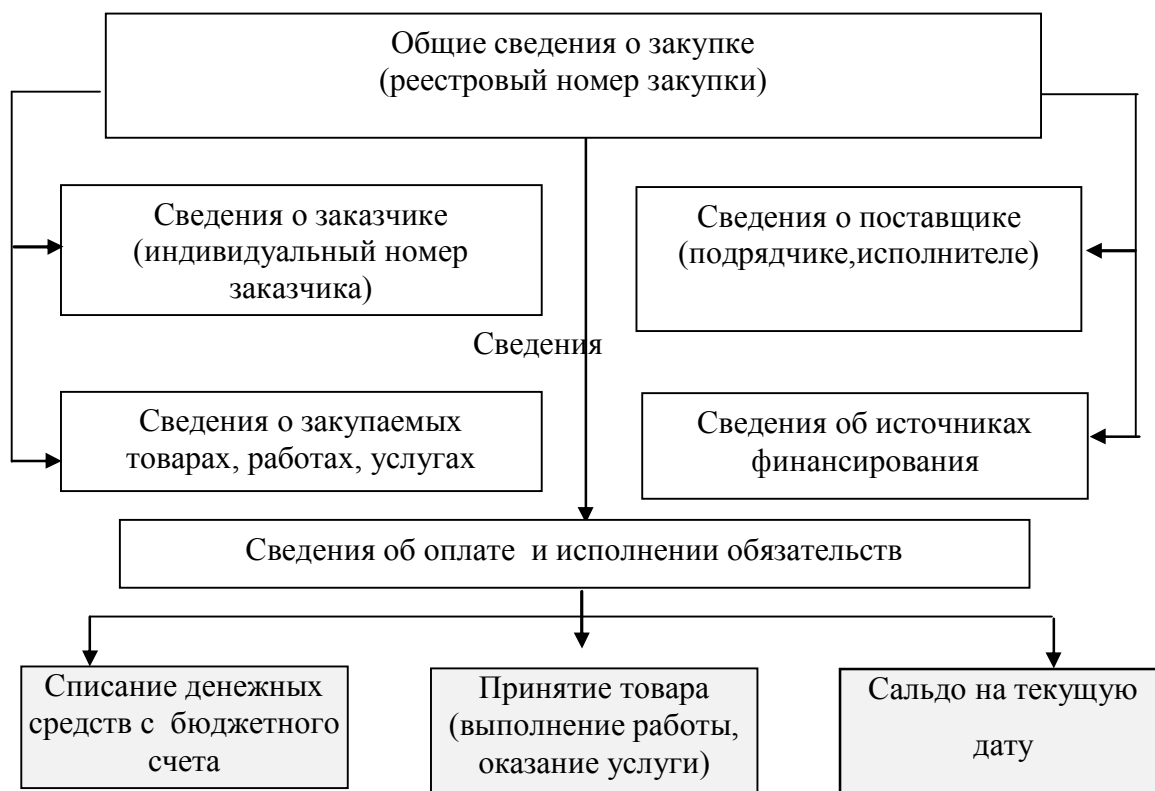 Общие сведения о закупке
(реестровый номер закупки)
Сведения о заказчике
(индивидуальный номер
заказчика)
Сведения о поставщике
(подрядчике,исполнителе)
Сведения
Сведения о закупаемых
товарах, работах, услугах
Сведения об источниках
финансирования
Сведения об оплате и исполнении обязательств
Списание денежных
средств с бюджетного
счета
Принятие товара
(выполнение работы,
оказание услуги)
Сальдо на текущую
дату